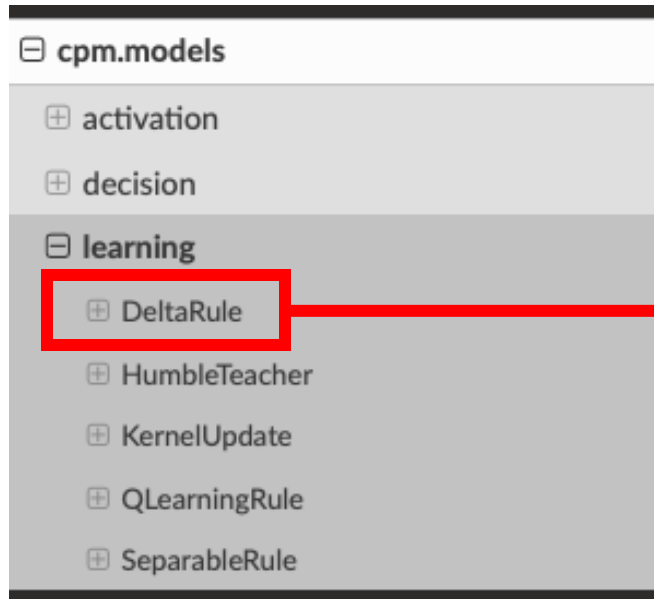 cpm.models
activation
decision
learning
DeltaRule
HumbleTeacher
KernelUpdate
QLearningRule
SeparableRule